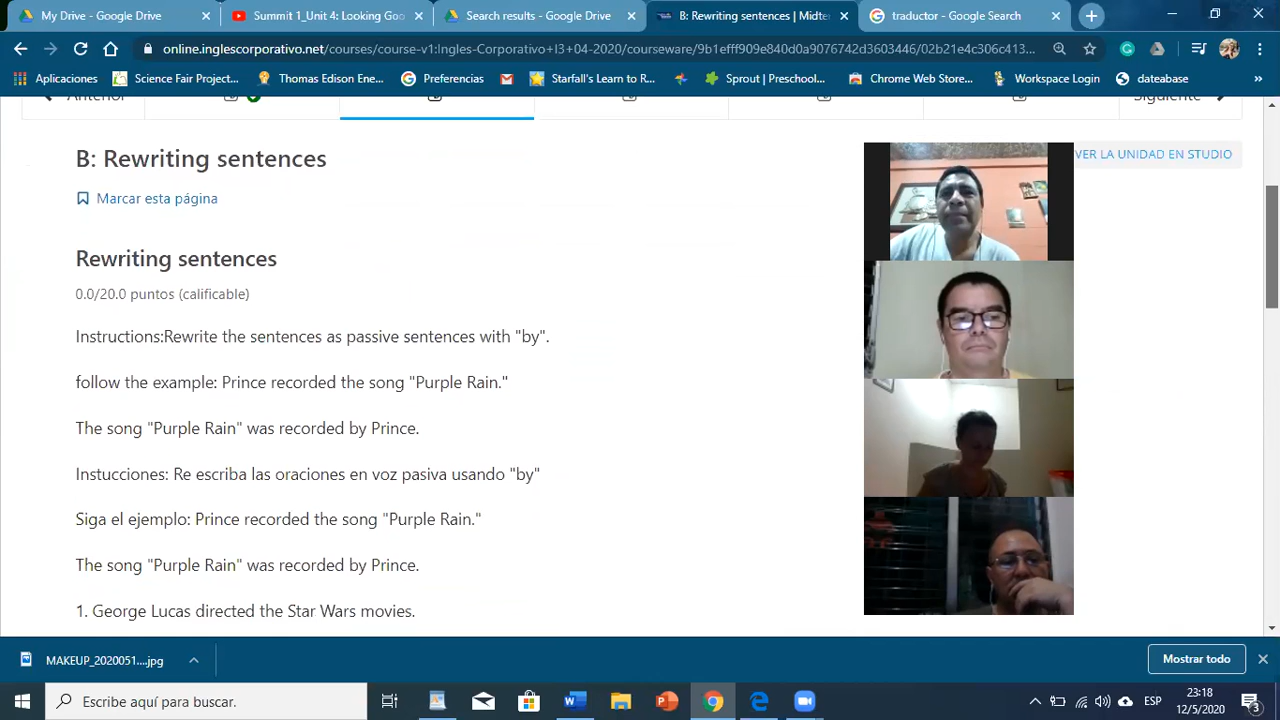 My Drive - Google Drive
Summit 1_Unit 4: Looking Goo
Search results - Google Drive
B: Rewriting sentences | Midter
traductor - Google Search
online.inglescorporativo.net/courses/course-v1:Ingles-Corporativo+I3+04-2020/courseware/9b1efff909e840d0a9076742d3603446/02b21e4c306c413...
Aplicaciones
Science Fair Project...
Thomas Edison Ene...
Preferencias
Starfall's Learn to R...
Sprout | Preschool...
Chrome Web Store...
Workspace Login
dateabase
»
Anterior
Siguiente
B: Rewriting sentences
VER LA UNIDAD EN STUDIO
Marcar esta página
Rewriting sentences
0.0/20.0 puntos (calificable)
Instructions:Rewrite the sentences as passive sentences with "by".
follow the example: Prince recorded the song "Purple Rain."
The song "Purple Rain" was recorded by Prince.
Instucciones: Re escriba las oraciones en voz pasiva usando "by"
Siga el ejemplo: Prince recorded the song "Purple Rain."
The song "Purple Rain" was recorded by Prince.
1. George Lucas directed the Star Wars movies.
MAKEUP_2020051....jpg
Mostrar todo
Escribe aquí para buscar.
ESP
23:18
12/5/2020
3